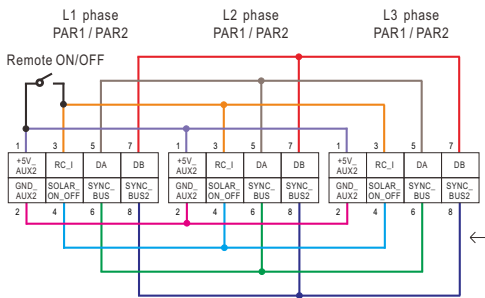 L1 phase L2 phase L3 phase
PAR1 / PAR2 PAR1 / PAR2 PAR1 / PAR2
Remote ON/OFF
1 3 5 7 1 3 5 7 1 3 5 7
+5V_ AUX2 RC_I DA DB +5V_ AUX2 RC_I DA DB +5V_ AUX2 RC_I DA DB
GND_ AUX2 SOLAR_ ON_OFF SYNC_ BUS SYNC_ BUS2 GND_ AUX2 SOLAR_ ON_OFF SYNC_ BUS SYNC_ BUS2 GND_ AUX2 SOLAR_ ON_OFF SYNC_ BUS SYNC_ BUS2
2 4 6 8 2 4 6 8 2 4 6 8